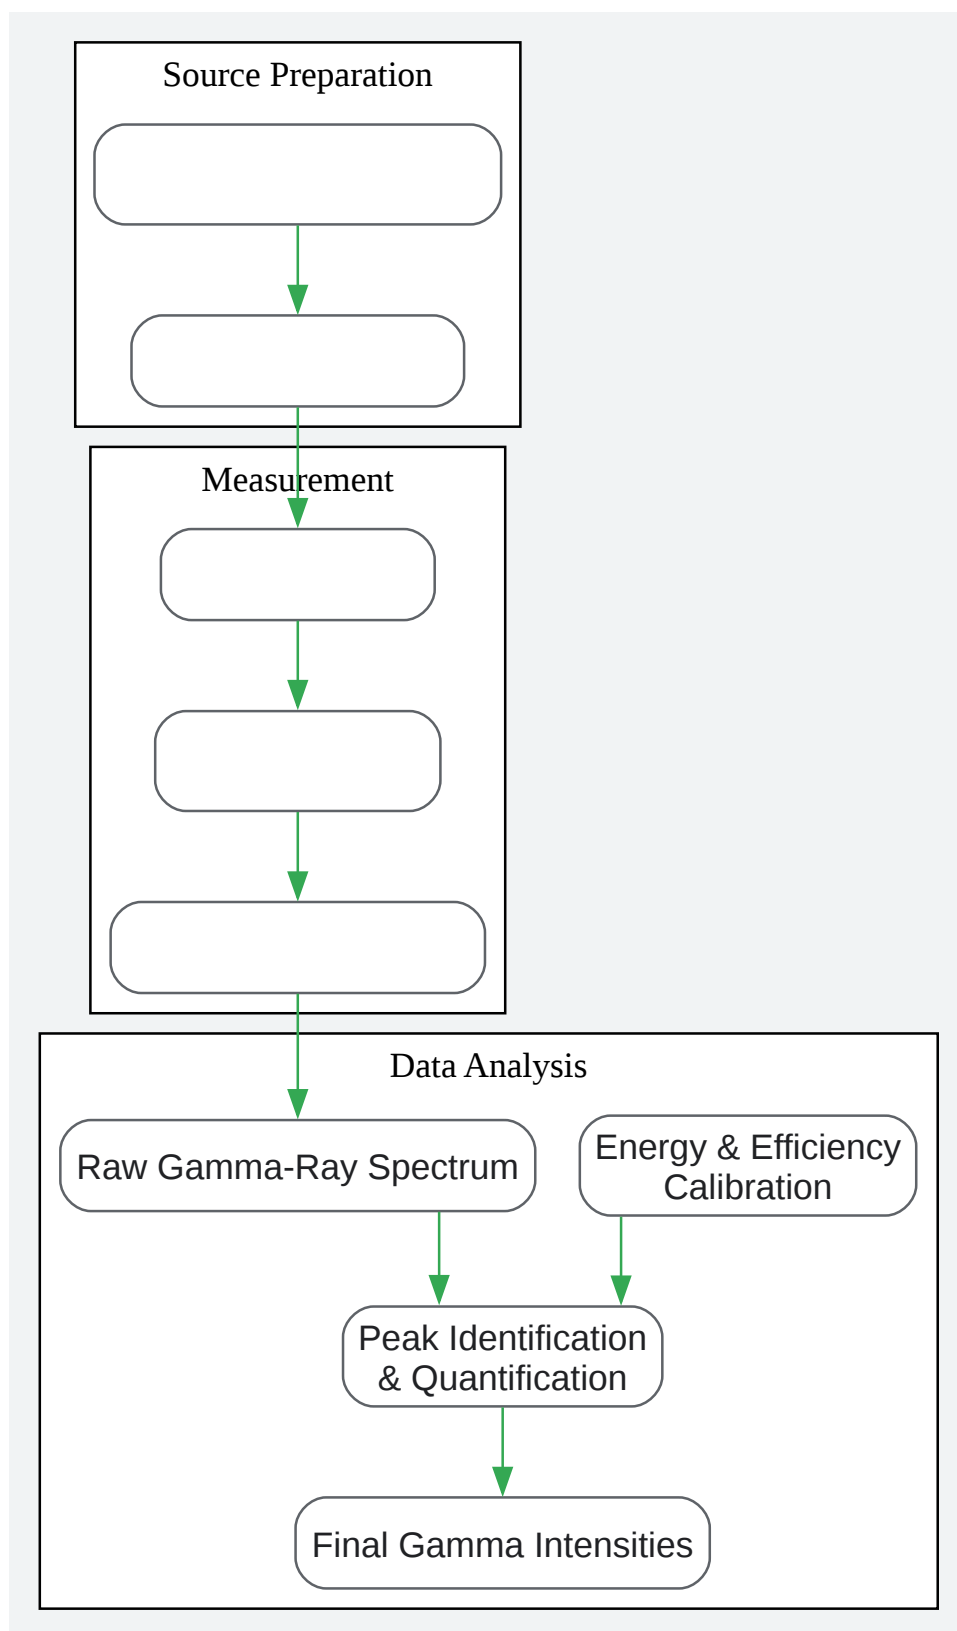 Source Preparation
Measurement
Data Analysis
Raw Gamma-Ray Spectrum
Energy & Efficiency
Calibration
Peak Identification
& Quantification
Final Gamma Intensities